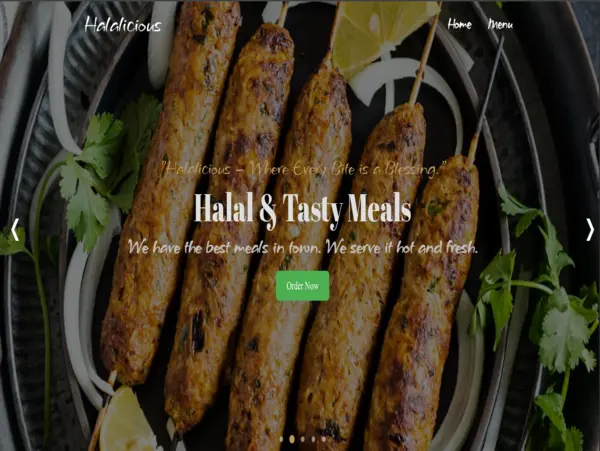 Halalicious
Home Menu
"Halalicious – Where Every Bite is a Blessing."
Halal & Tasty Meals
We have the best meals in town. We serve it hot and fresh.
Order Now